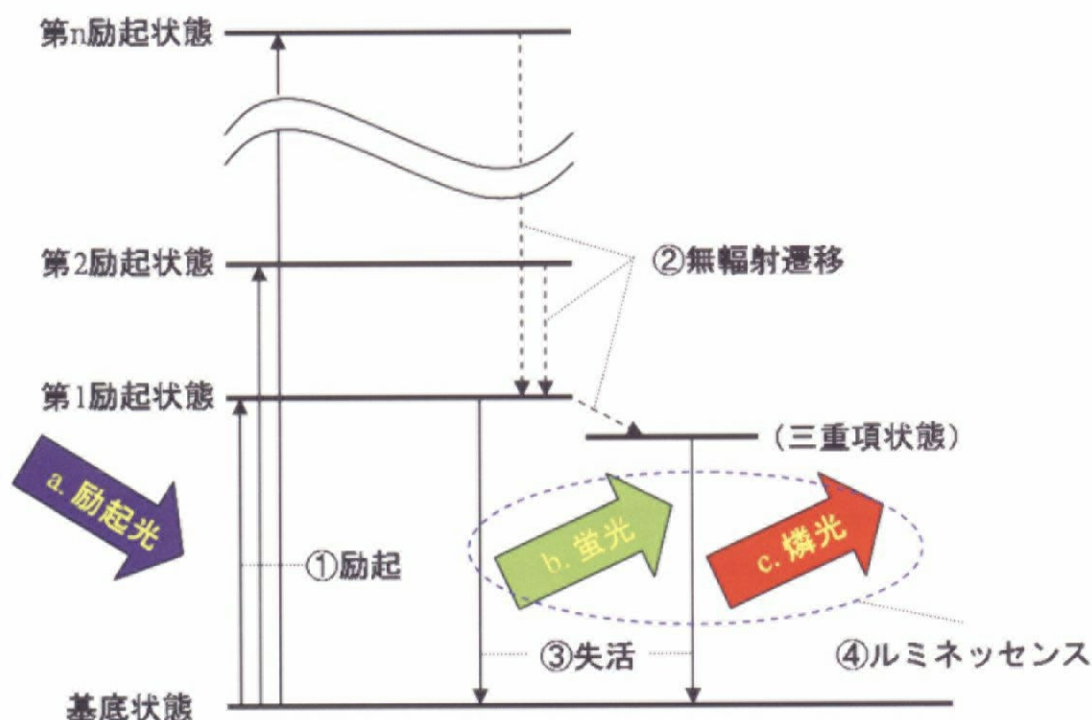 第n励起状態
第2励起状態
②無輻射遷移
第1励起状態
(三重項状態)
a. 励起光
b. 蛍光
c. 燐光
①励起
③失活
④ルミネッセンス
基底状態